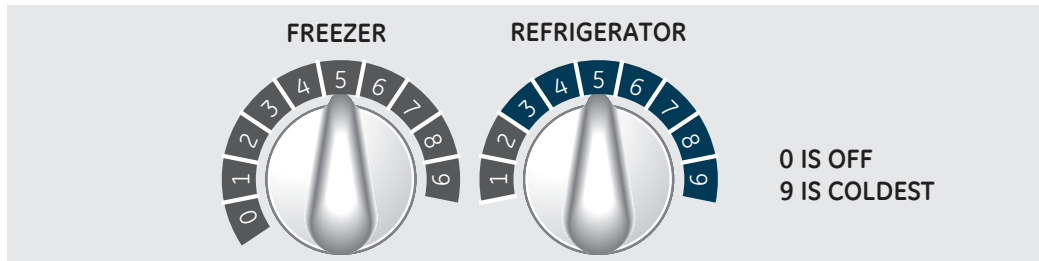 FREEZER
0 1 2 3 4 5 6 7 8 9
REFRIGERATOR
1 2 3 4 5 6 7 8 9
0 IS OFF
9 IS COLDEST